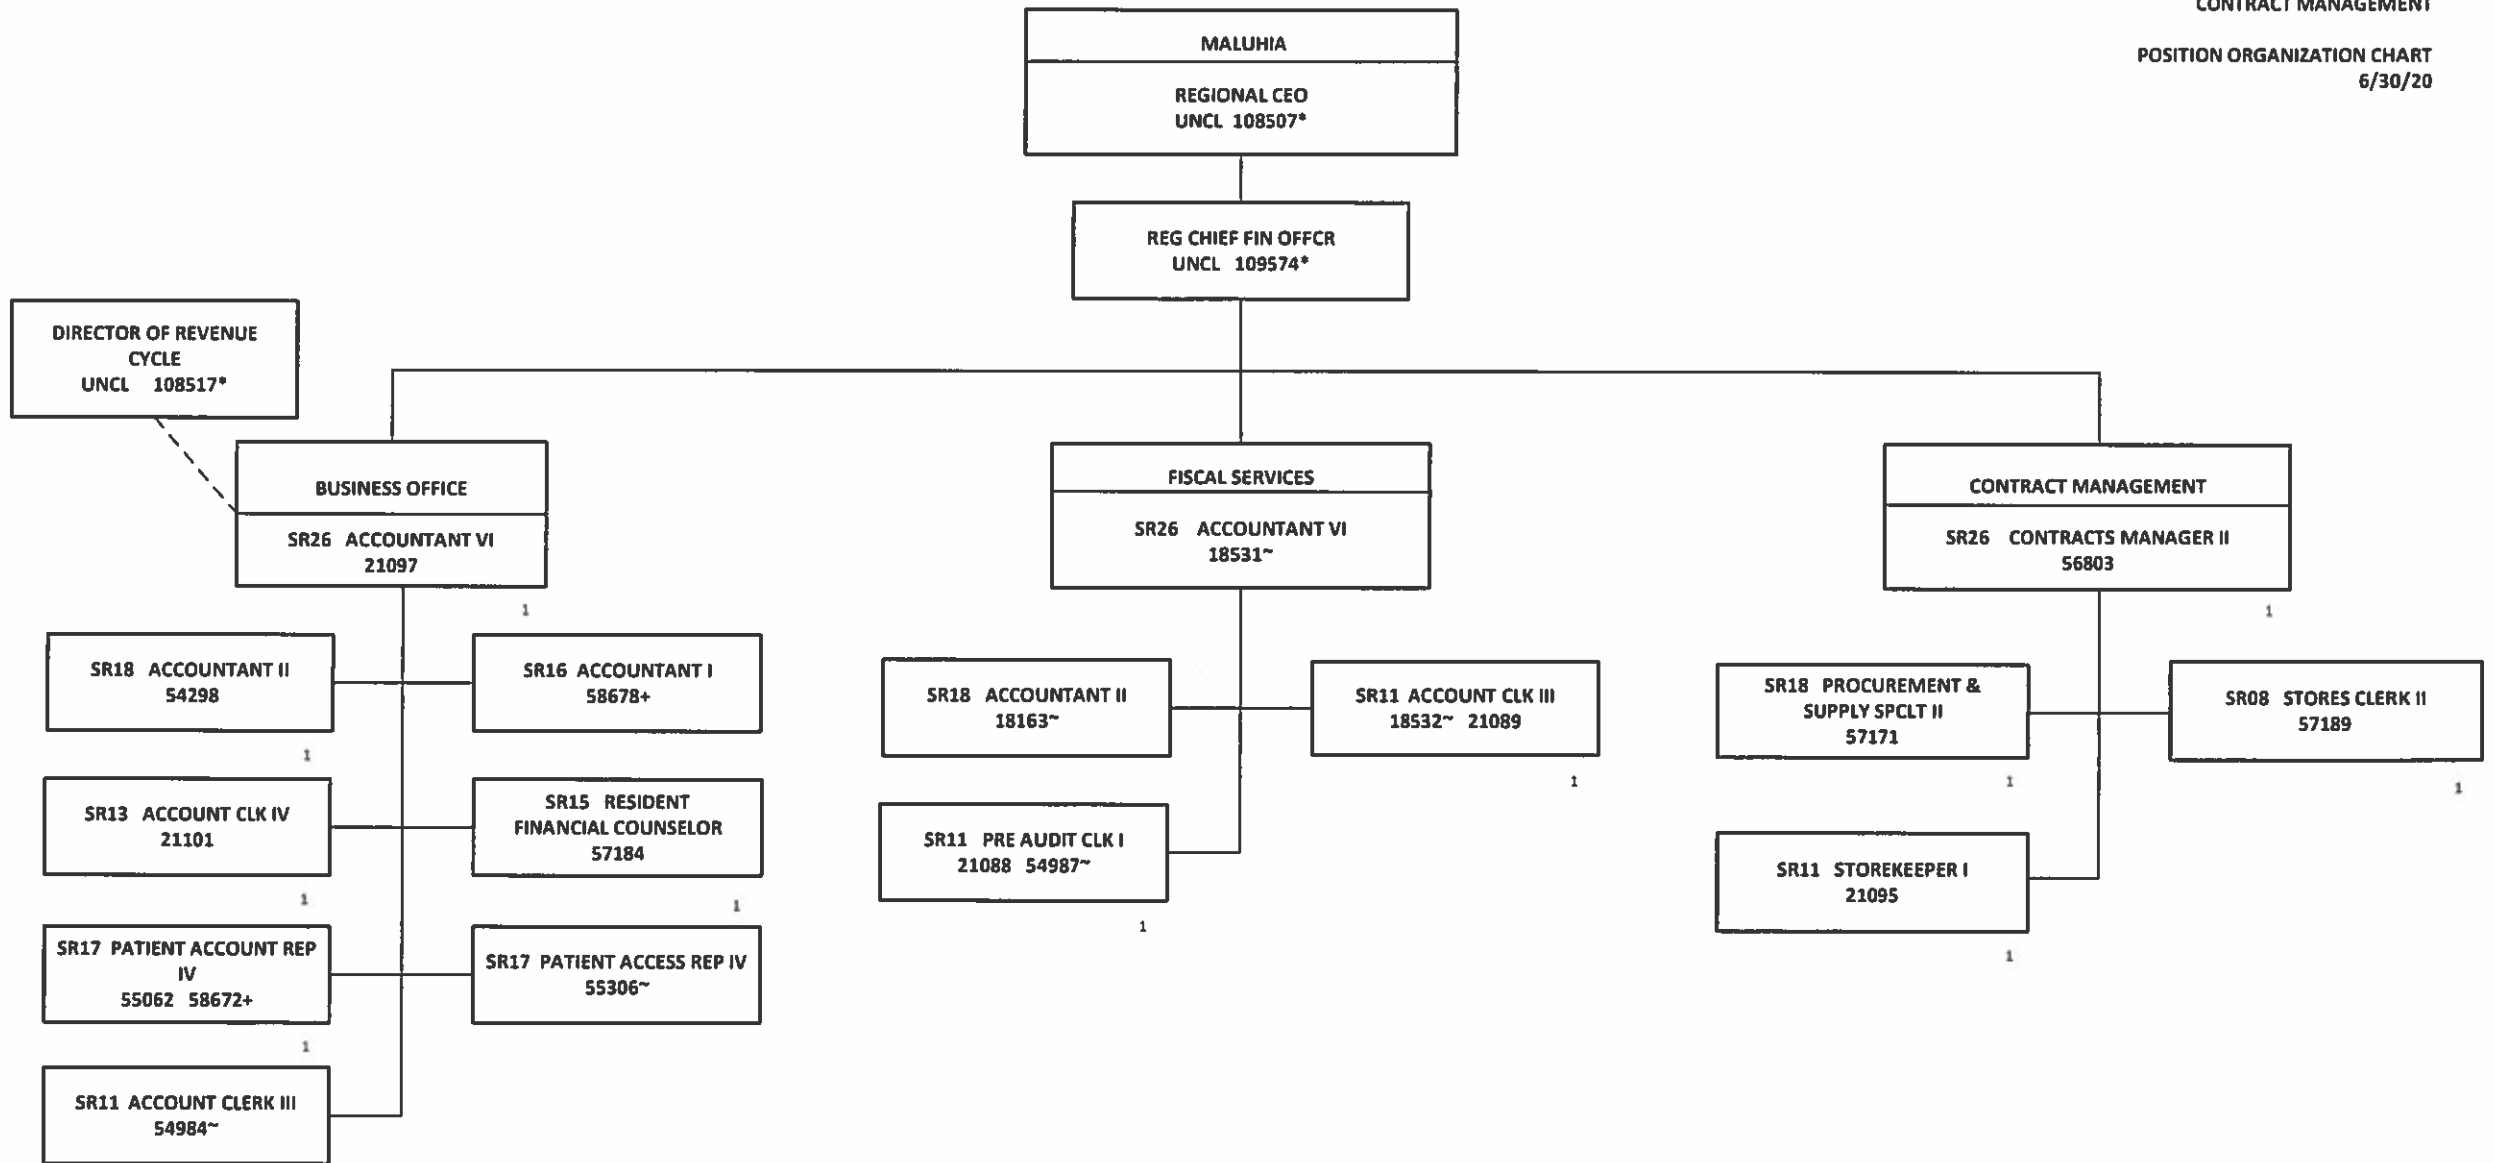 CONTRACT MANAGEMENT
POSITION ORGANIZATION CHART
6/30/20
MALUHIA
REGIONAL CEO
UNCL 108507*
REG CHIEF FIN OFFCR
UNCL 109574*
DIRECTOR OF REVENUE
CYCLE
UNCL 108517*
BUSINESS OFFICE
SR26 ACCOUNTANT VI
21097
1
SR18 ACCOUNTANT II
54298
1
SR16 ACCOUNTANT I
58678+
SR13 ACCOUNT CLK IV
21101
1
SR15 RESIDENT
FINANCIAL COUNSELOR
57184
1
SR17 PATIENT ACCOUNT REP
IV
55062 58672+
1
SR17 PATIENT ACCESS REP IV
55306~
SR11 ACCOUNT CLERK III
54984~
FISCAL SERVICES
SR26 ACCOUNTANT VI
18531~
SR18 ACCOUNTANT II
18163~
SR11 ACCOUNT CLK III
18532~ 21089
1
SR11 PRE AUDIT CLK I
21088 54987~
1
CONTRACT MANAGEMENT
SR26 CONTRACTS MANAGER II
56803
1
SR18 PROCUREMENT &
SUPPLY SPCLT II
57171
1
SR08 STORES CLERK II
57189
1
SR11 STOREKEEPER I
21095
1